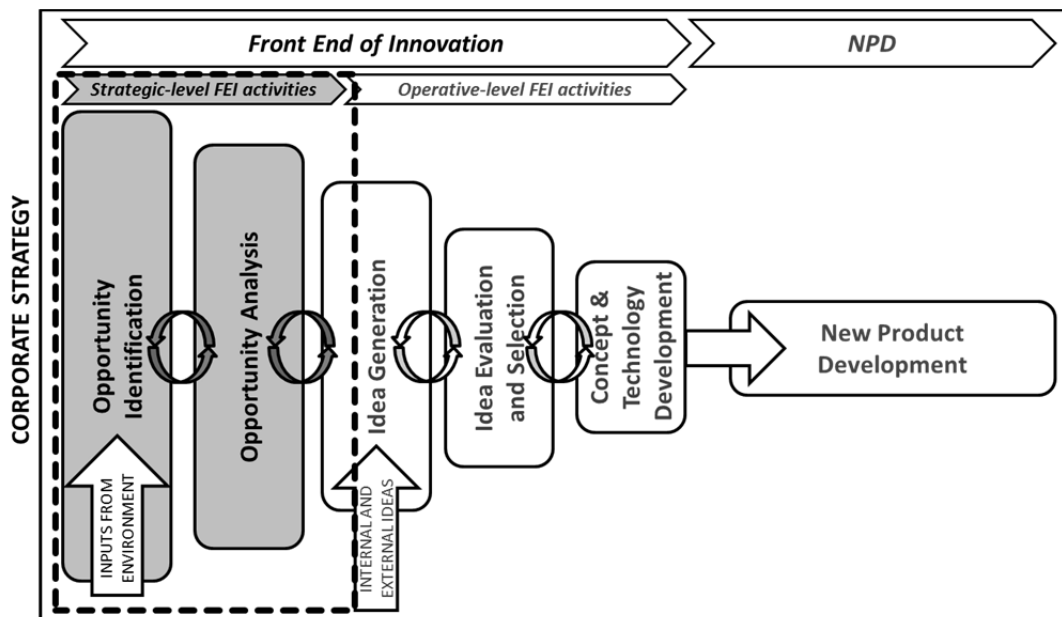 Front End of Innovation
NPD
Strategic-level FEI activities
Operative-level FEI activities
CORPORATE STRATEGY
Opportunity
Identification
INPUTS FROM
ENVIRONMENT
Opportunity Analysis
Idea Generation
INTERNAL AND
EXTERNAL IDEAS
Idea Evaluation
and Selection
Concept &
Technology
Development
New Product
Development